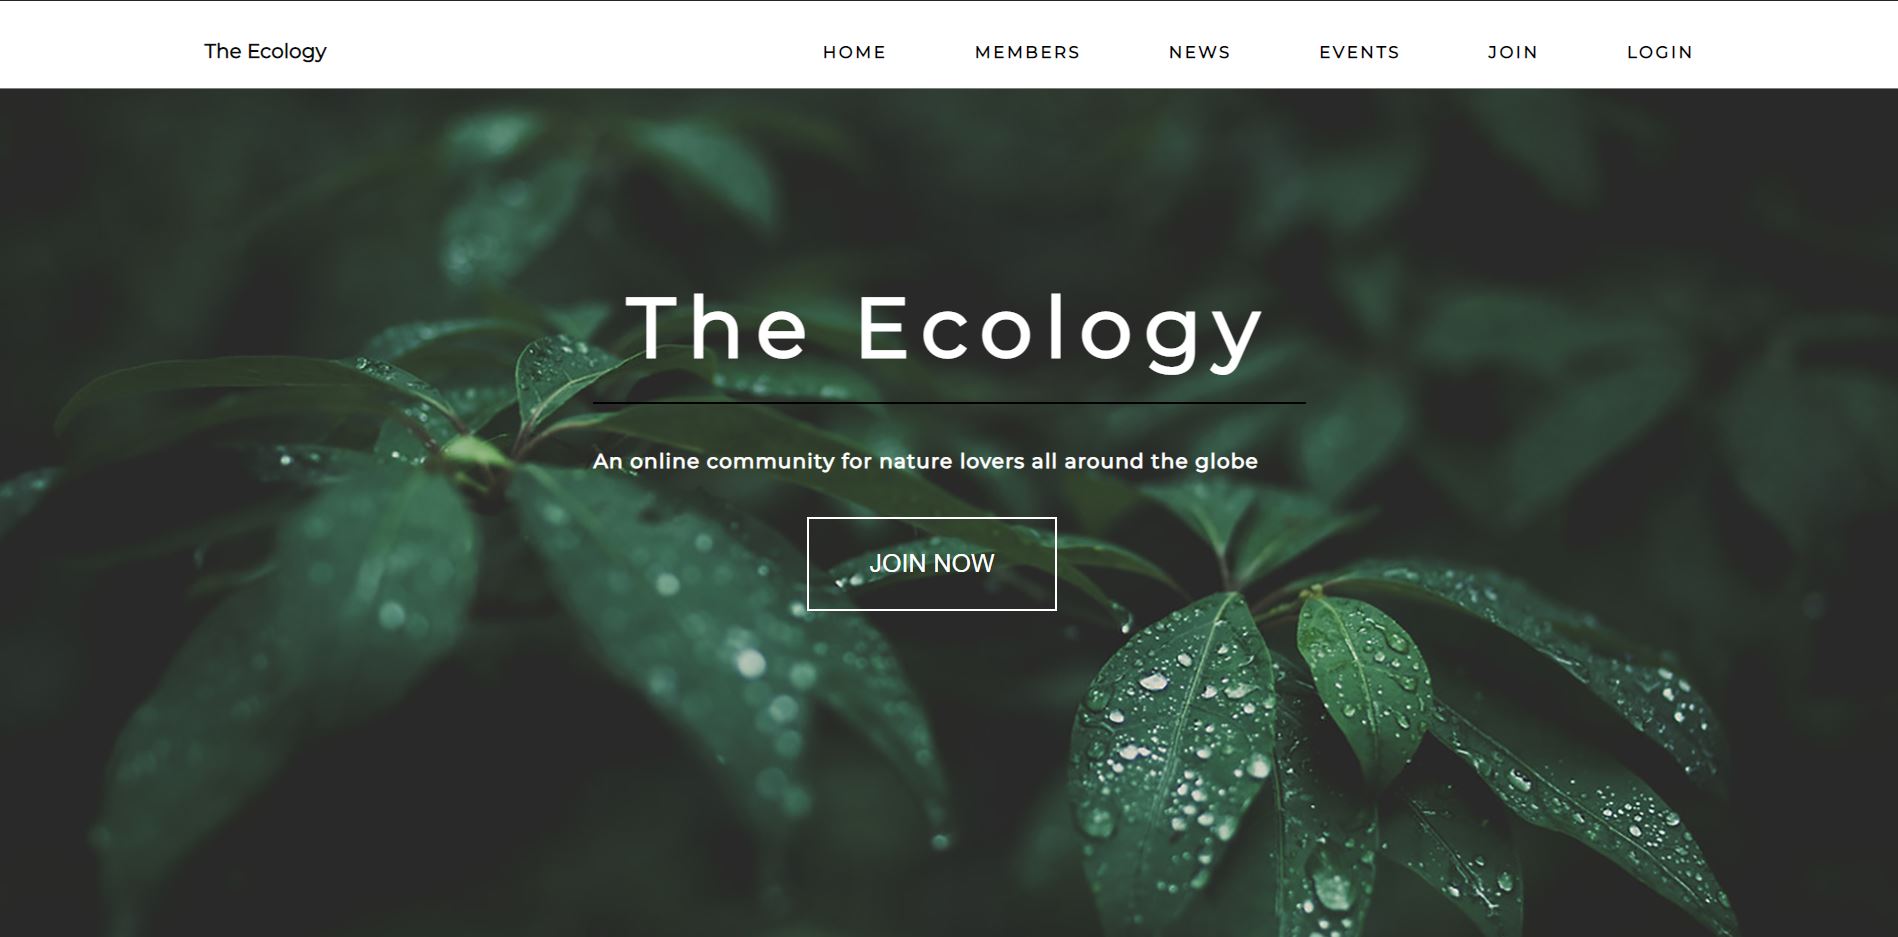 The Ecology
HOME MEMBERS NEWS EVENTS JOIN LOGIN
The Ecology
An online community for nature lovers all around the globe
JOIN NOW